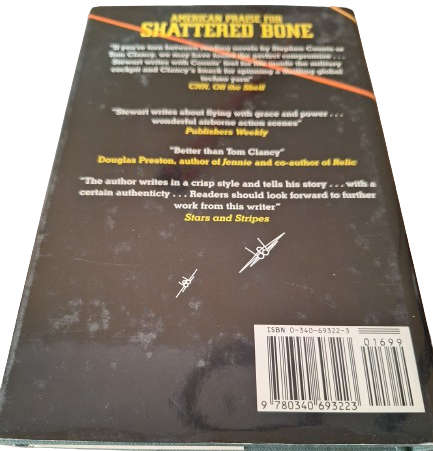 AMERICAN PRAISE FOR
SHATTERED BONE
"If you're torn between reading novels by Stephen Coonts or
Tom Clancy, we may have found the perfect compromise ...
Stewart writes with Coonts' feel for life inside the military
cockpit and Clancy's knack for spinning a thrilling global
techno yarn"
CNN, Off the Shelf
"Stewart writes about flying with grace and power ...
wonderful airborne action scenes"
Publishers Weekly
"Better than Tom Clancy"
Douglas Preston, author of Jennie and co-author of Relic
"The author writes in a crisp style and tells his story ... with a
certain authenticty ... Readers should look forward to further
work from this writer"
Stars and Stripes
ISBN 0-340-69322-3
01699
9 780340 693223